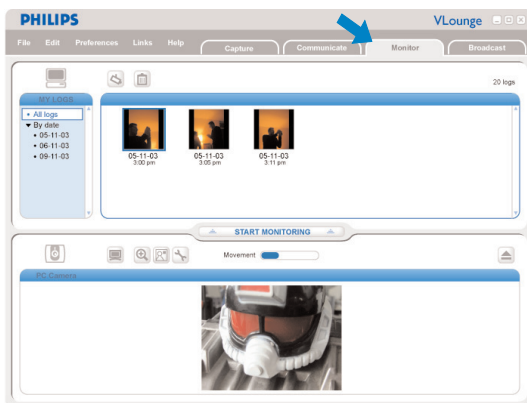 PHILIPS
VLounge
File Edit Preferences Links Help
Capture Communicate Monitor Broadcast
20 logs
MY LOGS
• All logs
▼ By date
• 05-11-03
• 06-11-03
• 09-11-03
05-11-03 05-11-03 05-11-03
3:00 pm 3:05 pm 3:11 pm
START MONITORING
Movement
PC Camera